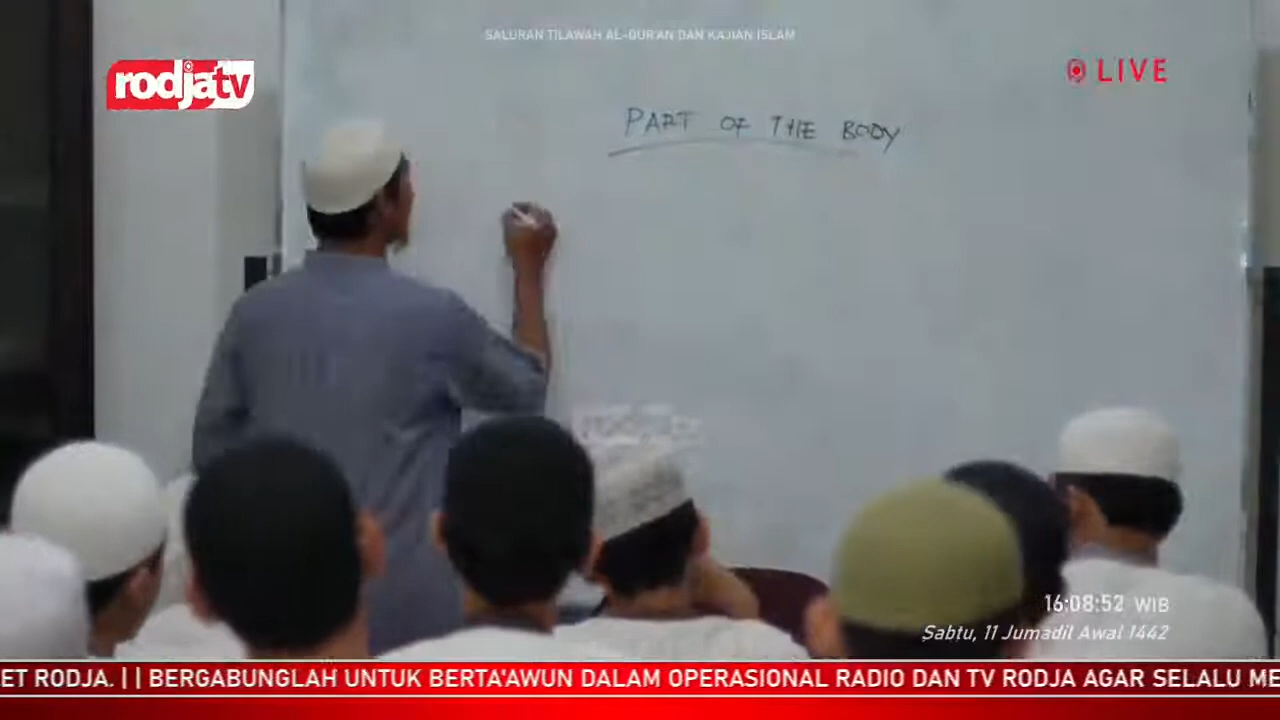 SALURAN TILAWAH AL-QUR'AN DAN KAJIAN ISLAM
rodjatv
LIVE
PART OF THE BODY
rodja tv
16:08:52 WIB
Sabtu, 11 Jumadil Awal 1442
ET RODJA. || BERGABUNGLAH UNTUK BERTA'AWUN DALAM OPERASIONAL RADIO DAN TV RODJA AGAR SELALU ME